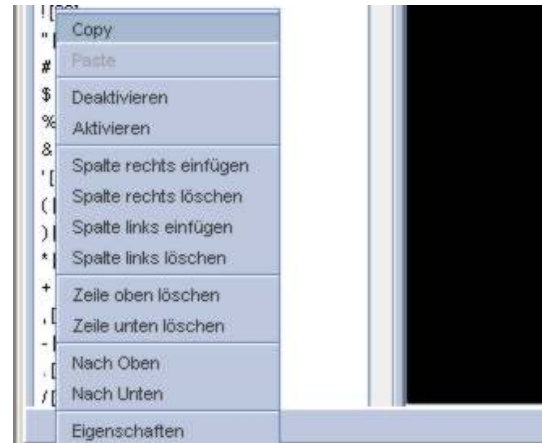 ! [
Copy
" [
Paste
#
$
Deaktivieren
%
Aktivieren
&
Spalte rechts einfügen
' [
Spalte rechts löschen
( [
Spalte links einfügen
) [
Spalte links löschen
* [
+
Zeile oben löschen
, [
Zeile unten löschen
- [
Nach Oben
. [
Nach Unten
/ [
Eigenschaften